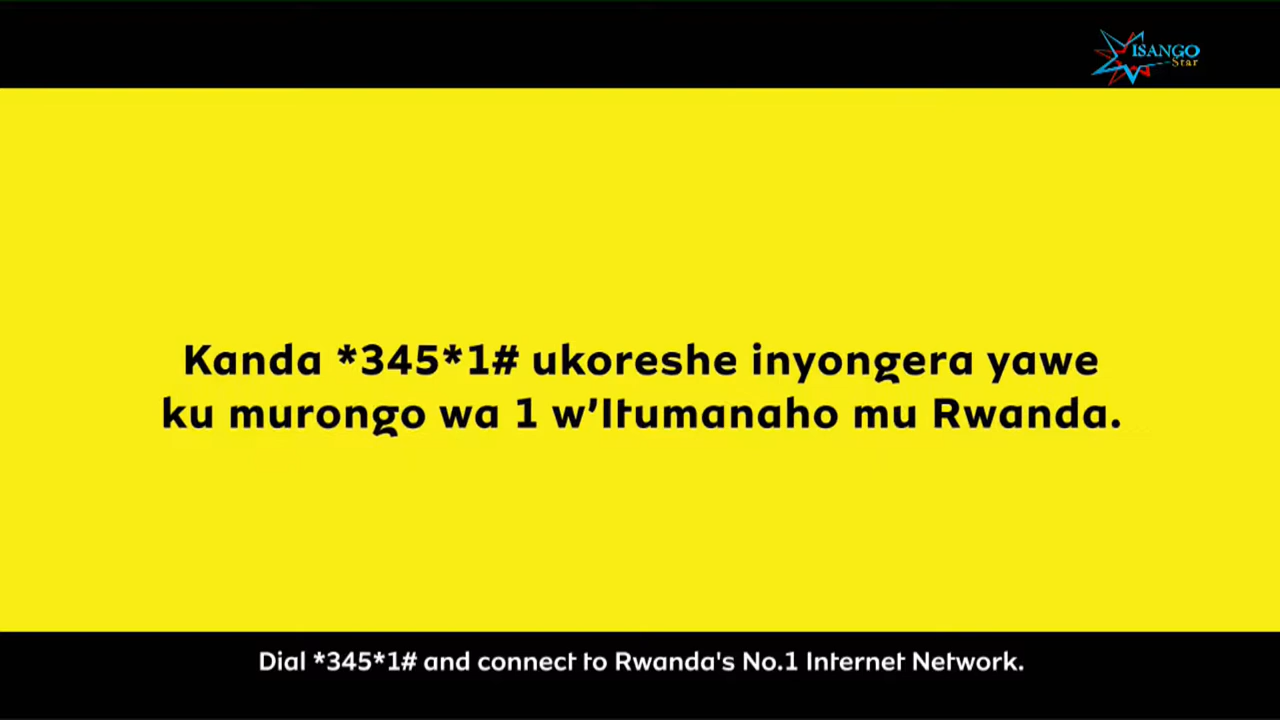 ISANGO
Star
Kanda *345*1# ukoreshe inyongera yawe
ku murongo wa 1 w’Itumanaho mu Rwanda.
Dial *345*1# and connect to Rwanda's No.1 Internet Network.